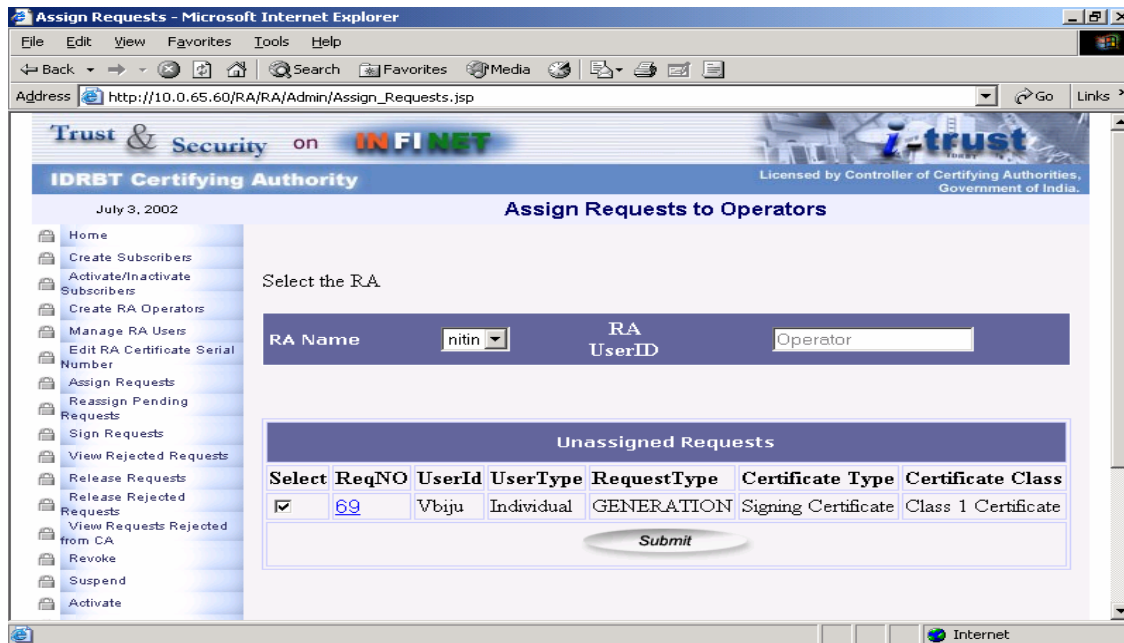 Assign Requests - Microsoft Internet Explorer
File Edit View Favorites Tools Help
Back Search Favorites Media
Address http://10.0.65.60/RA/RA/Admin/Assign_Requests.jsp Go Links
Trust & Security on INFINET
i-trust
IDRBT
IDRBT Certifying Authority
Licensed by Controller of Certifying Authorities,
Government of India.
July 3, 2002
Assign Requests to Operators
Home
Create Subscribers
Activate/Inactivate
Subscribers
Create RA Operators
Manage RA Users
Edit RA Certificate Serial
Number
Assign Requests
Reassign Pending
Requests
Sign Requests
View Rejected Requests
Release Requests
Release Rejected
Requests
View Requests Rejected
from CA
Revoke
Suspend
Activate
Select the RA
RA Name nitin RA
UserID Operator
Unassigned Requests
Select ReqNO UserId UserType RequestType Certificate Type Certificate Class
69 Vbiju Individual GENERATION Signing Certificate Class 1 Certificate
Submit
Internet